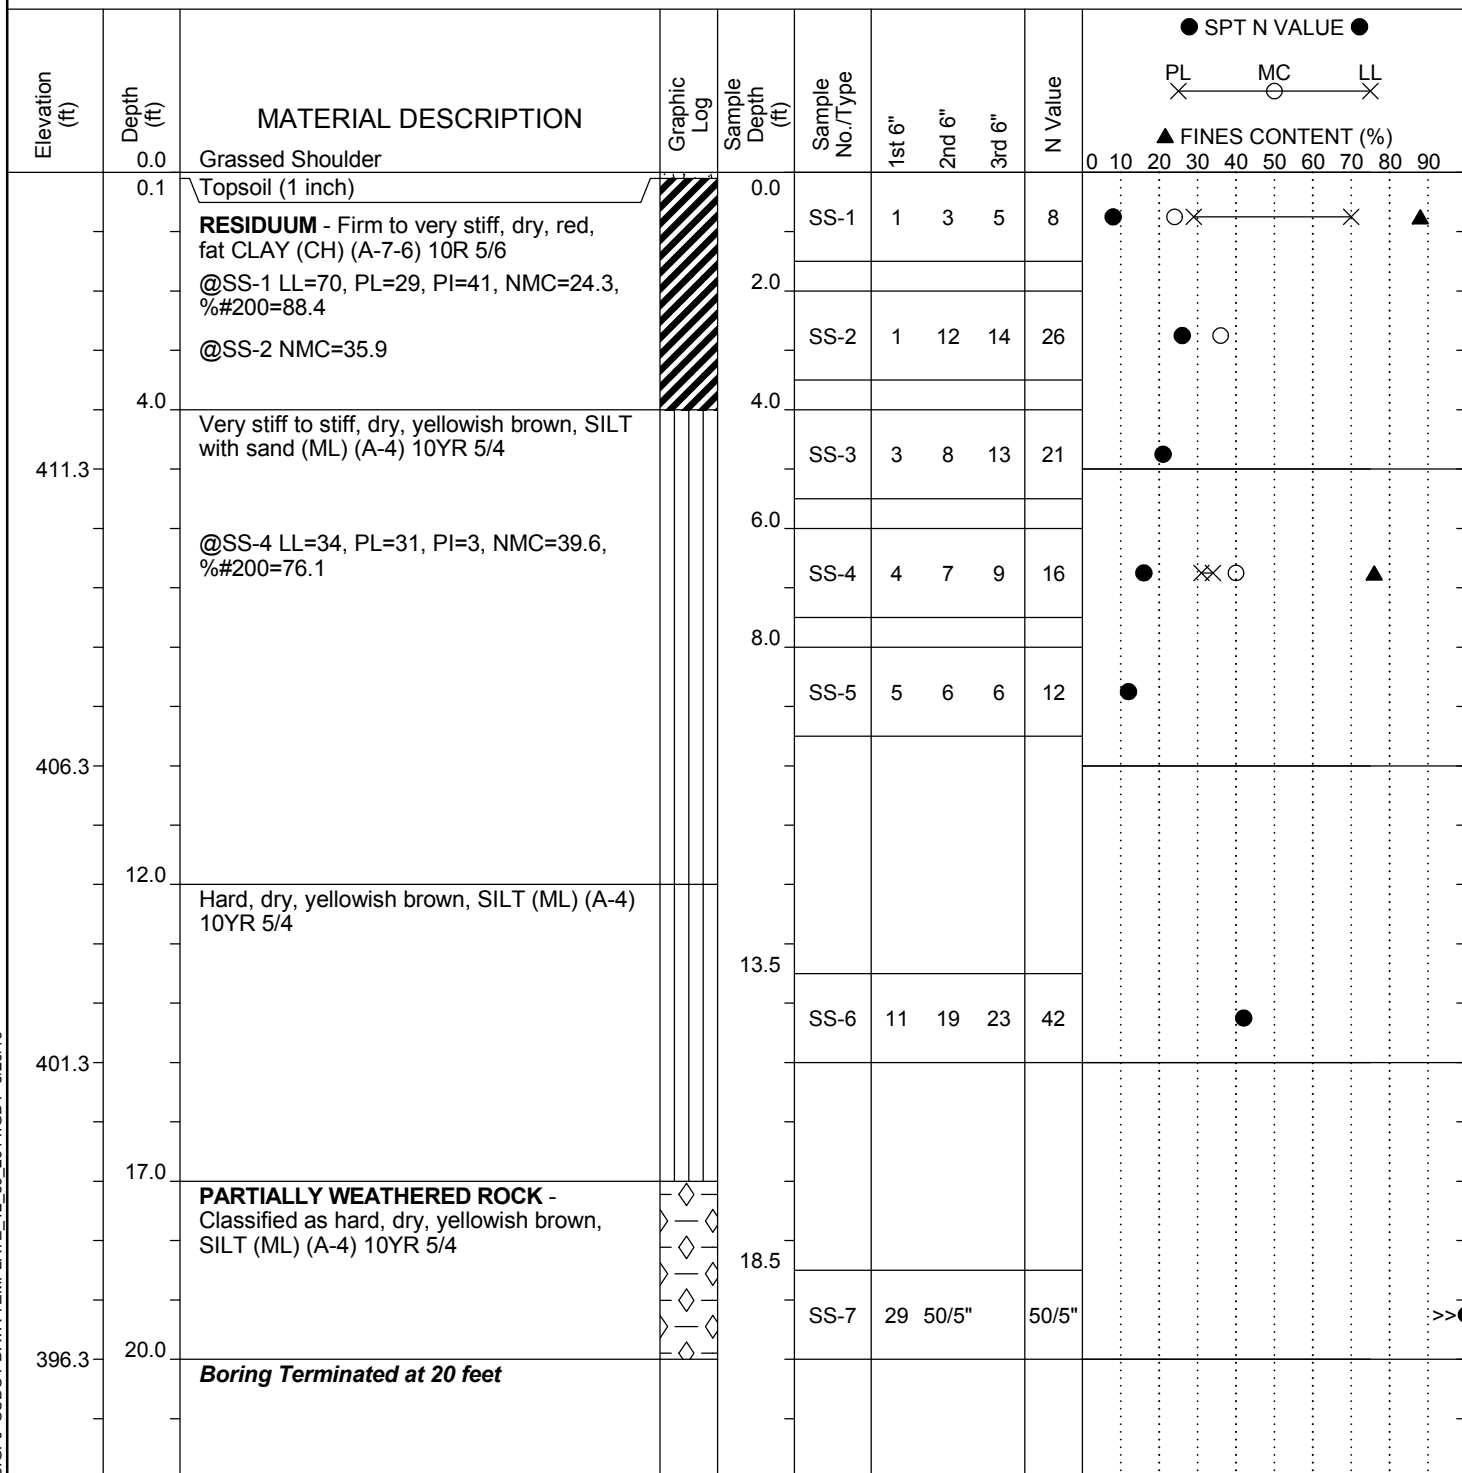 ● SPT N VALUE ●
PL MC LL
▲ FINES CONTENT (%)
0 10 20 30 40 50 60 70 80 90
Elevation (ft)
Depth (ft)
MATERIAL DESCRIPTION
Graphic Log
Sample Depth (ft)
Sample No./Type
1st 6"
2nd 6"
3rd 6"
N Value
0.0 Grassed Shoulder
0.1 Topsoil (1 inch) 0.0
RESIDUUM - Firm to very stiff, dry, red,
fat CLAY (CH) (A-7-6) 10R 5/6
SS-1 1 3 5 8
@SS-1 LL=70, PL=29, PI=41, NMC=24.3,
%#200=88.4
2.0
@SS-2 NMC=35.9
SS-2 1 12 14 26
4.0 4.0
Very stiff to stiff, dry, yellowish brown, SILT
with sand (ML) (A-4) 10YR 5/4
SS-3 3 8 13 21
411.3
6.0
@SS-4 LL=34, PL=31, PI=3, NMC=39.6,
%#200=76.1
SS-4 4 7 9 16
8.0
SS-5 5 6 6 12
406.3
12.0
Hard, dry, yellowish brown, SILT (ML) (A-4)
10YR 5/4
13.5
SS-6 11 19 23 42
401.3
17.0
PARTIALLY WEATHERED ROCK -
Classified as hard, dry, yellowish brown,
SILT (ML) (A-4) 10YR 5/4
18.5
SS-7 29 50/5" 50/5" >>
396.3 20.0
Boring Terminated at 20 feet